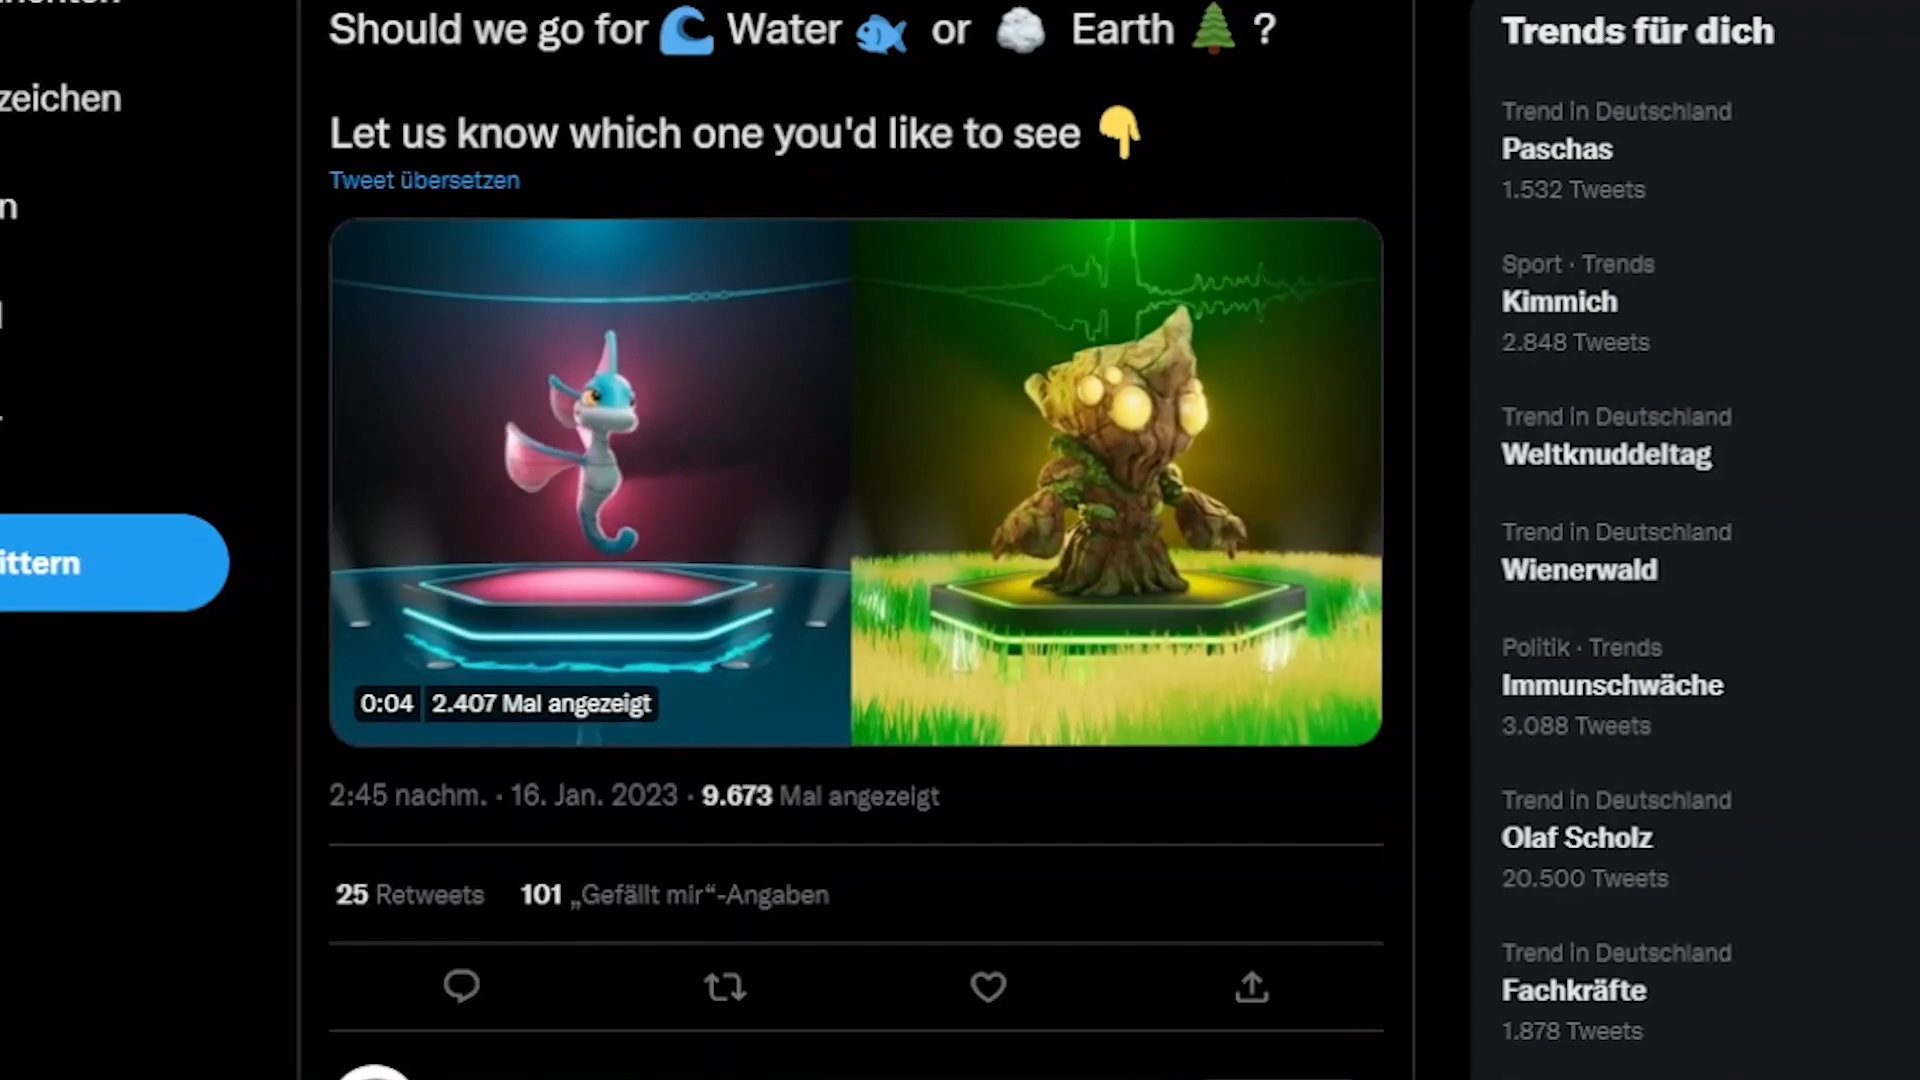 zeichen
n
ittern
Should we go for 🌊 Water 🐟 or 🪨 Earth 🌲 ?
Let us know which one you'd like to see 👇
Tweet übersetzen
0:04 2.407 Mal angezeigt
2:45 nachm. · 16. Jan. 2023 · 9.673 Mal angezeigt
25 Retweets 101 „Gefällt mir“-Angaben
Trends für dich
Trend in Deutschland
Paschas
1.532 Tweets
Sport · Trends
Kimmich
2.848 Tweets
Trend in Deutschland
Weltknuddeltag
Trend in Deutschland
Wienerwald
Politik · Trends
Immunschwäche
3.088 Tweets
Trend in Deutschland
Olaf Scholz
20.500 Tweets
Trend in Deutschland
Fachkräfte
1.878 Tweets